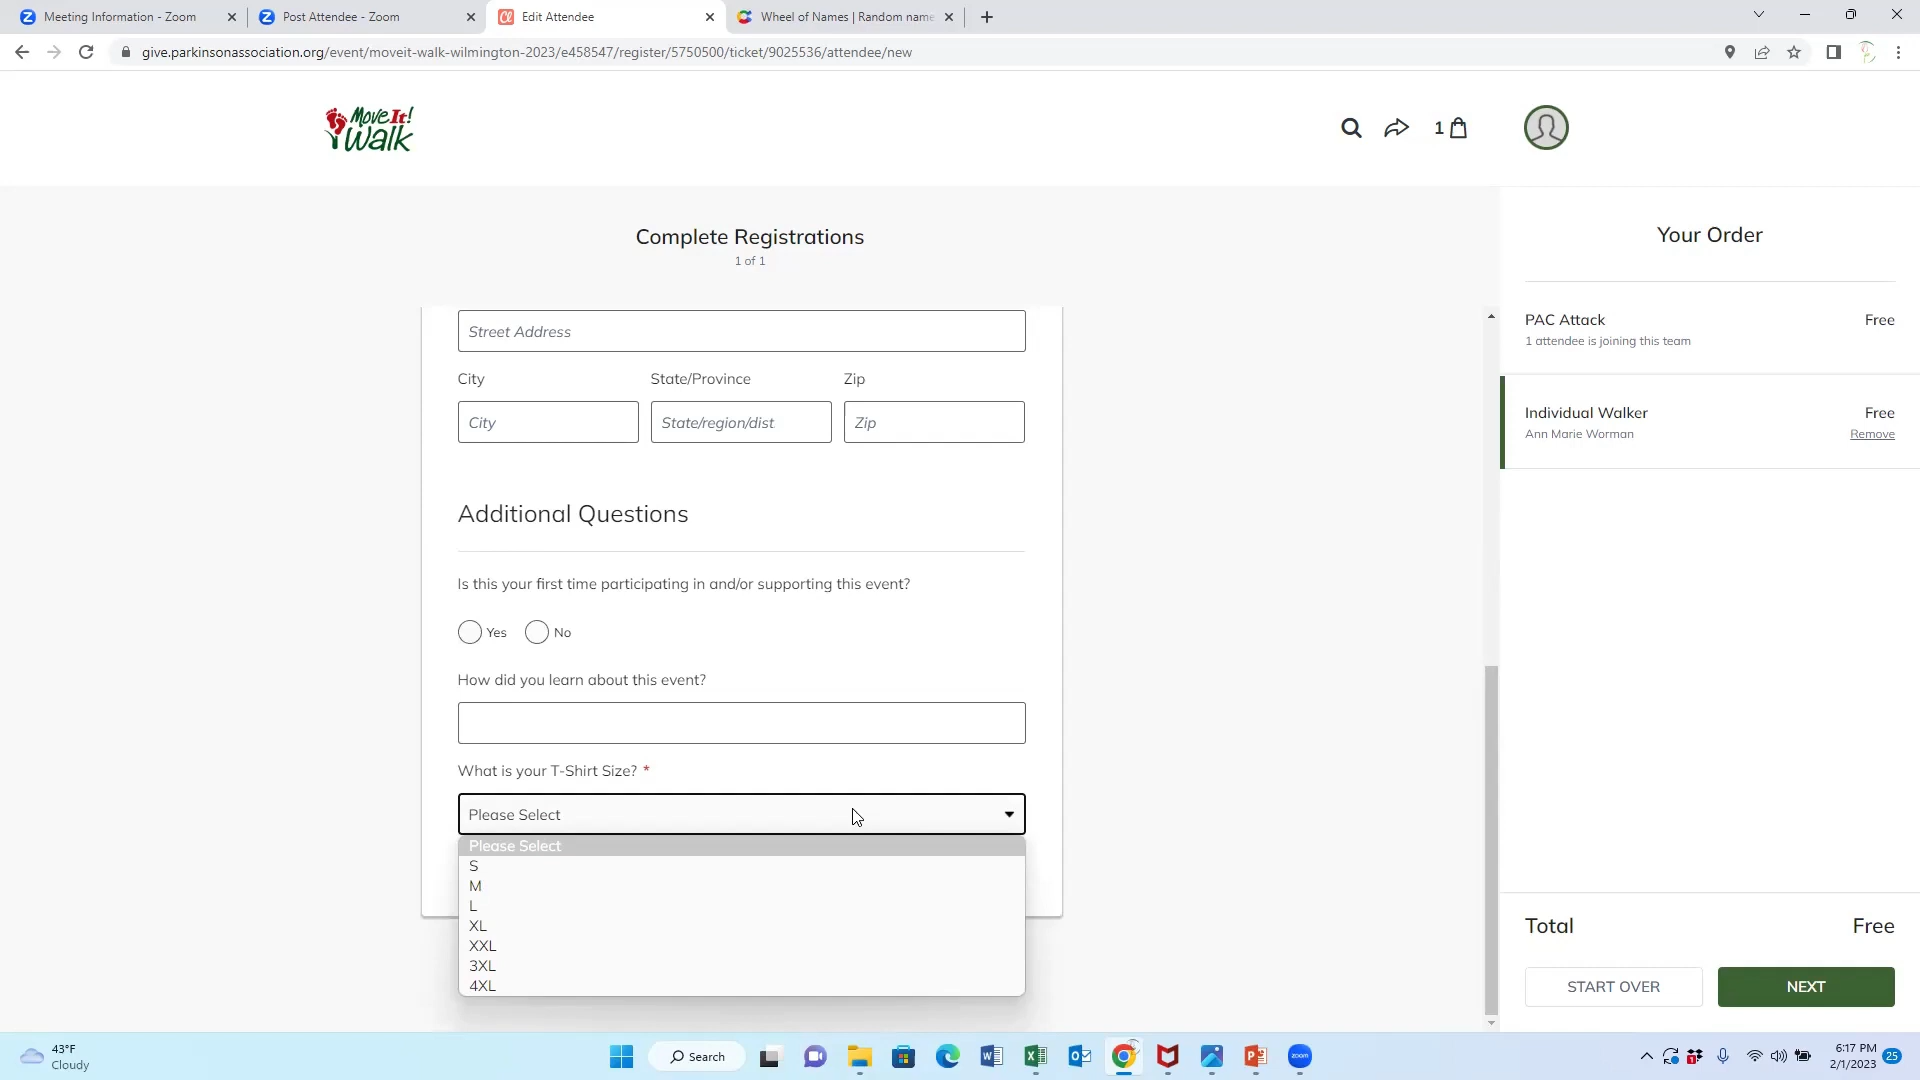 Meeting Information - Zoom
Post Attendee - Zoom
Edit Attendee
Wheel of Names | Random name
give.parkinsonassociation.org/event/moveit-walk-wilmington-2023/e458547/register/5750500/ticket/9025536/attendee/new
Move It!
Walk
1
Complete Registrations
1 of 1
Street Address
City
State/Province
Zip
City
State/region/dist
Zip
Additional Questions
Is this your first time participating in and/or supporting this event?
Yes
No
How did you learn about this event?
What is your T-Shirt Size? *
Please Select
Please Select
S
M
L
XL
XXL
3XL
4XL
Your Order
PAC Attack
Free
1 attendee is joining this team
Individual Walker
Free
Ann Marie Worman
Remove
Total
Free
START OVER
NEXT
43°F
Cloudy
Search
zoom
6:17 PM
2/1/2023
25